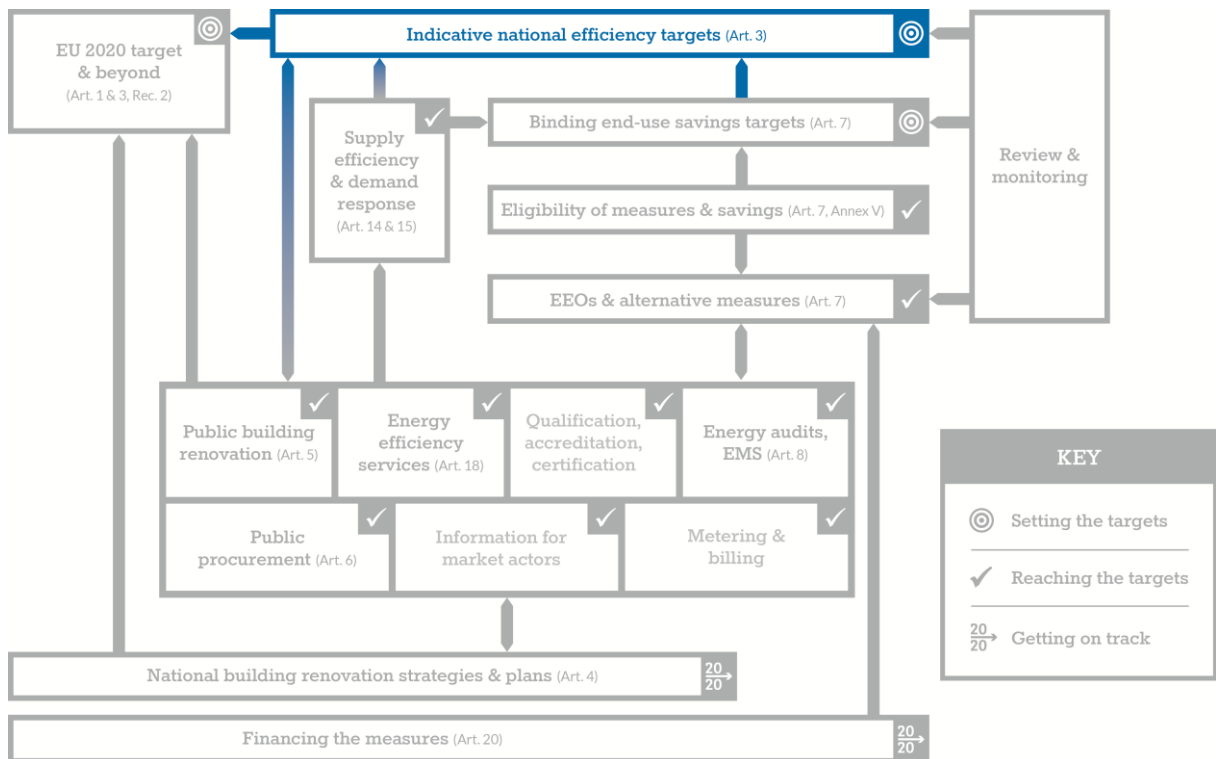 EU 2020 target
& beyond
(Art. 1 & 3, Rec. 2)
Indicative national efficiency targets (Art. 3)
Supply
efficiency
& demand
response
(Art. 14 & 15)
Binding end-use savings targets (Art. 7)
Eligibility of measures & savings (Art. 7, Annex V)
EEOs & alternative measures (Art. 7)
Review &
monitoring
Public building
renovation (Art. 5)
Energy
efficiency
services (Art. 18)
Qualification,
accreditation,
certification
Energy audits,
EMS (Art. 8)
Public
procurement (Art. 6)
Information for
market actors
Metering &
billing
National building renovation strategies & plans (Art. 4)
20
20
Financing the measures (Art. 20)
20
20
KEY
Setting the targets
Reaching the targets
20
20
Getting on track